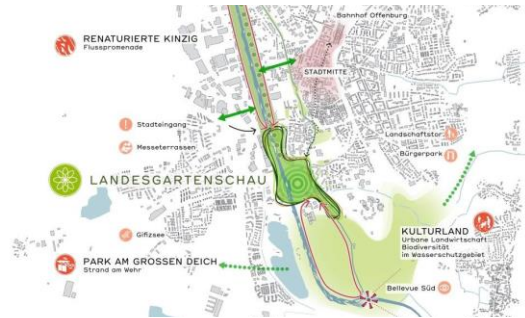 Bahnhof Offenburg
RENATURIERTE KINZIG
Flusspromenade
STADTMITTE
Stadteingang
Messeterrassen
Landschaftstor
Bürgerpark
LANDESGARTENSCHAU
Gifizsee
KULTURLAND
Urbane Landwirtschaft
Biodiversität
im Wasserschutzgebiet
PARK AM GROSSEN DEICH
Strand am Wehr
Bellevue Süd